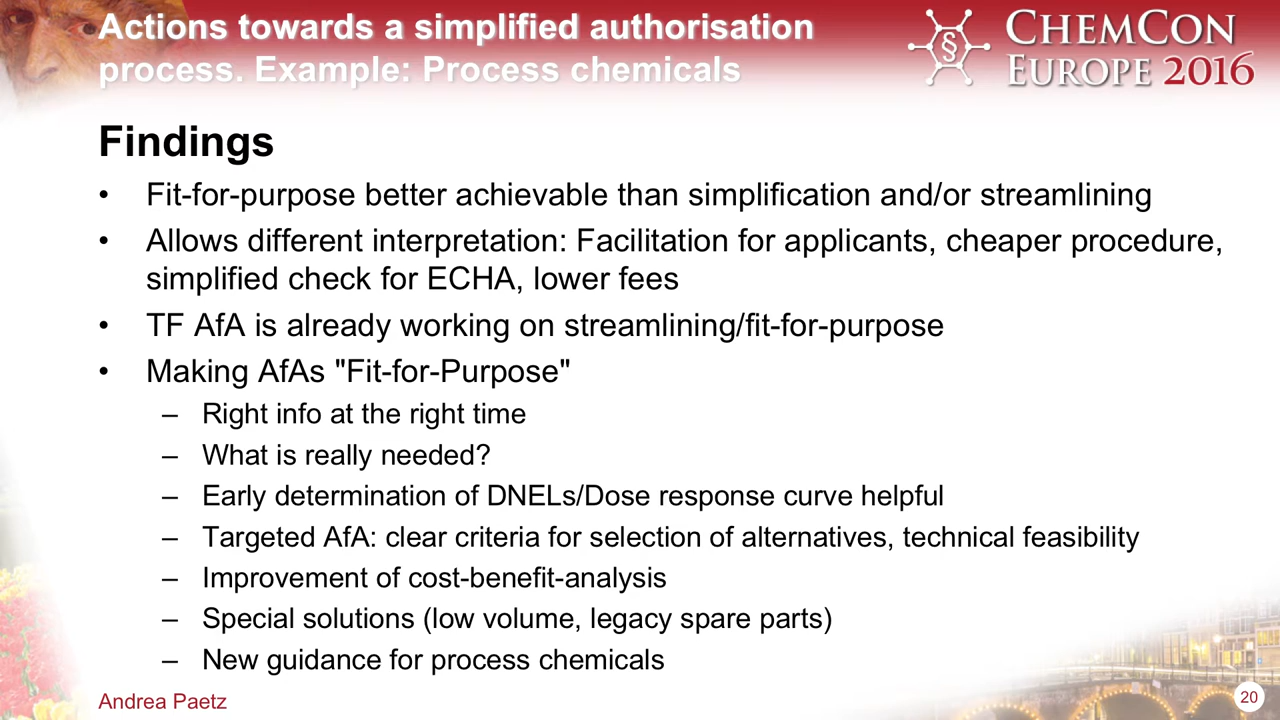 Actions towards a simplified authorisation
process. Example: Process chemicals
§
CHEMCON
EUROPE 2016
Findings
• Fit-for-purpose better achievable than simplification and/or streamlining
• Allows different interpretation: Facilitation for applicants, cheaper procedure,
simplified check for ECHA, lower fees
• TF AfA is already working on streamlining/fit-for-purpose
• Making AfAs "Fit-for-Purpose"
– Right info at the right time
– What is really needed?
– Early determination of DNELs/Dose response curve helpful
– Targeted AfA: clear criteria for selection of alternatives, technical feasibility
– Improvement of cost-benefit-analysis
– Special solutions (low volume, legacy spare parts)
– New guidance for process chemicals
Andrea Paetz
20